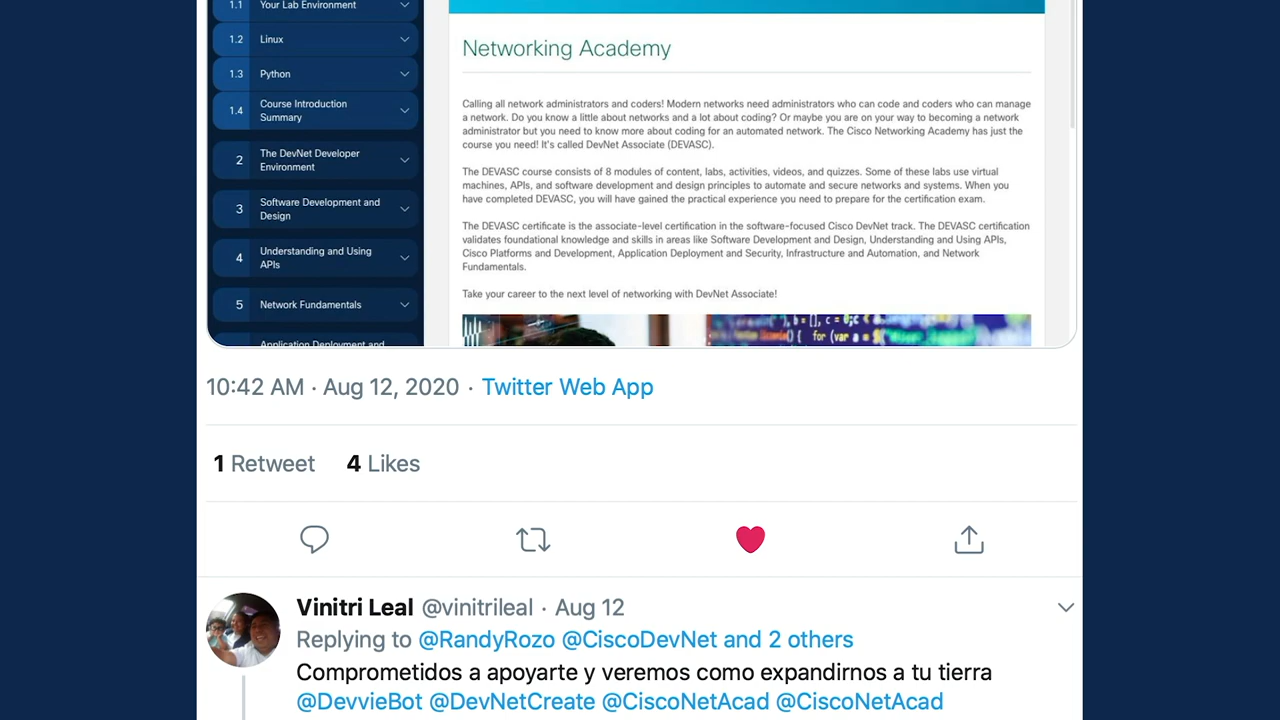 1.1 Your Lab Environment
1.2 Linux
1.3 Python
1.4 Course Introduction
Summary
2 The DevNet Developer
Environment
3 Software Development and
Design
4 Understanding and Using
APIs
5 Network Fundamentals
Application Deployment and
Networking Academy
Calling all network administrators and coders! Modern networks need administrators who can code and coders who can manage
a network. Do you know a little about networks and a lot about coding? Or maybe you are on your way to becoming a network
administrator but you need to know more about coding for an automated network. The Cisco Networking Academy has just the
course you need! It's called DevNet Associate (DEVASC).
The DEVASC course consists of 8 modules of content, labs, activities, videos, and quizzes. Some of these labs use virtual
machines, APIs, and software development and design principles to automate and secure networks and systems. When you
have completed DEVASC, you will have gained the practical experience you need to prepare for the certification exam.
The DEVASC certificate is the associate-level certification in the software-focused Cisco DevNet track. The DEVASC certification
validates foundational knowledge and skills in areas like Software Development and Design, Understanding and Using APIs,
Cisco Platforms and Development, Application Deployment and Security, Infrastructure and Automation, and Network
Fundamentals.
Take your career to the next level of networking with DevNet Associate!
10:42 AM · Aug 12, 2020 · Twitter Web App
1 Retweet 4 Likes
Vinitri Leal @vinitrileal · Aug 12
Replying to @RandyRozo @CiscoDevNet and 2 others
Comprometidos a apoyarte y veremos como expandirnos a tu tierra
@DevvieBot @DevNetCreate @CiscoNetAcad @CiscoNetAcad